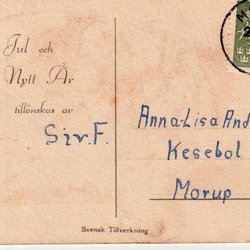 Jul och
Nytt År
tillönskas av
Siv.F.
Anna-Lisa And
Kesebol
Morup
Svensk Tillverkning